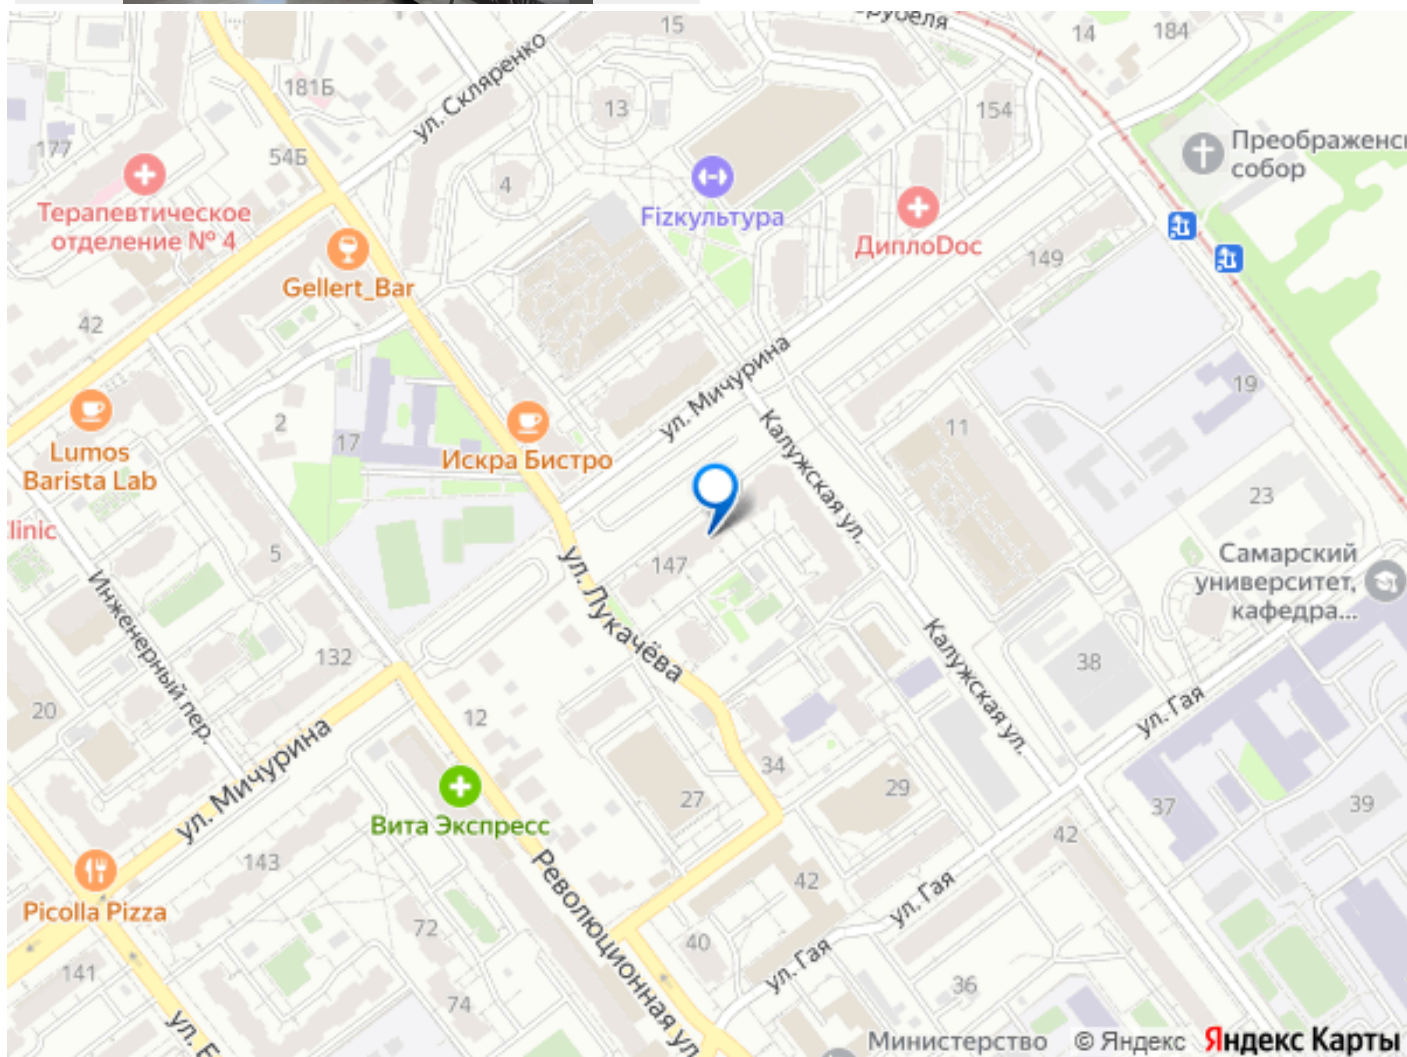 15
14
184
181Б
ул. Скляренко
13
154
177
54Б
Преображенс
собор
4
Терапевтическое
отделение № 4
Fizкультура
ДиплоDoc
Gellert_Bar
149
42
ул. Мичурина
19
2
17
11
Lumos
Barista Lab
Искра Бистро
Калужская ул.
23
linic
5
147
Самарский
университет,
кафедра...
Инженерный пер.
ул. Лукачёва
132
38
Калужская ул.
20
12
ул. Гая
ул. Мичурина
34
27
29
37
39
Вита Экспресс
42
143
Революционная ул.
42
ул. Гая
Picolla Pizza
72
40
141
74
ул. Гая
36
Министерство
© Яндекс
Яндекс Карты